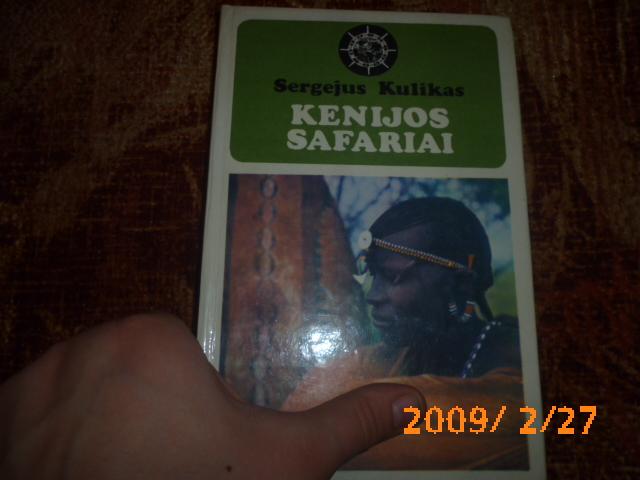 Sergejus Kulikas
KENIJOS
SAFARIAI
2009/ 2/27